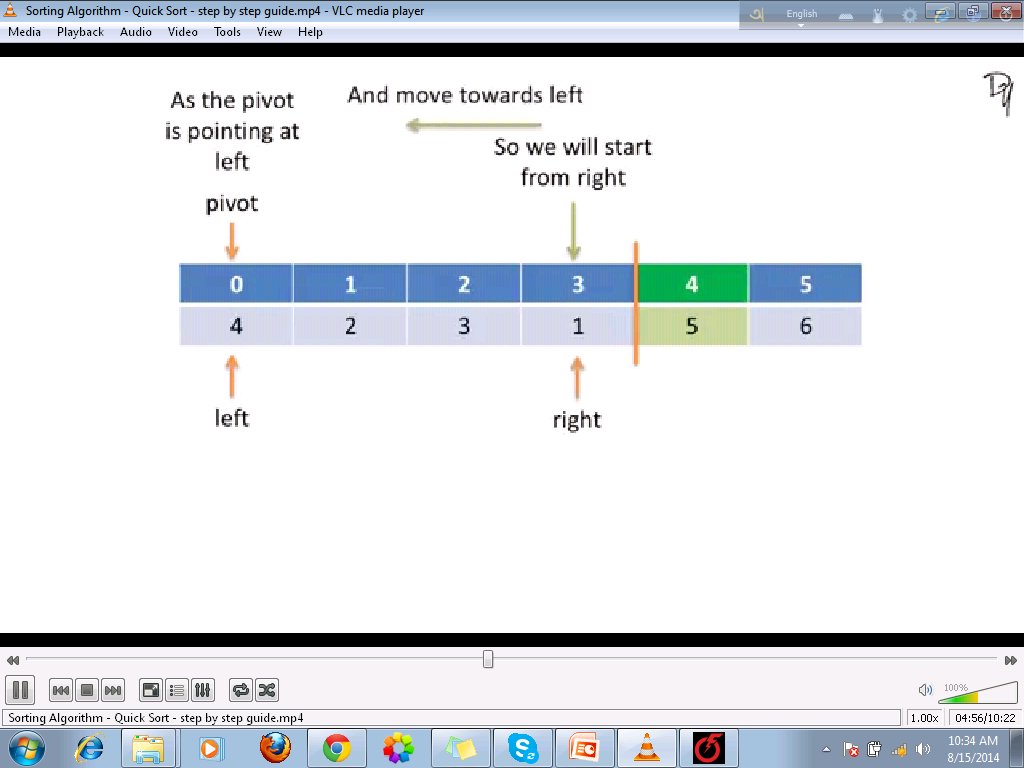 Sorting Algorithm - Quick Sort - step by step guide.mp4 - VLC media player
English
Media Playback Audio Video Tools View Help
As the pivot
is pointing at
left
And move towards left
So we will start
from right
pivot
0 1 2 3 4 5
4 2 3 1 5 6
left right
100%
Sorting Algorithm - Quick Sort - step by step guide.mp4 1.00x 04:56/10:22
10:34 AM
8/15/2014